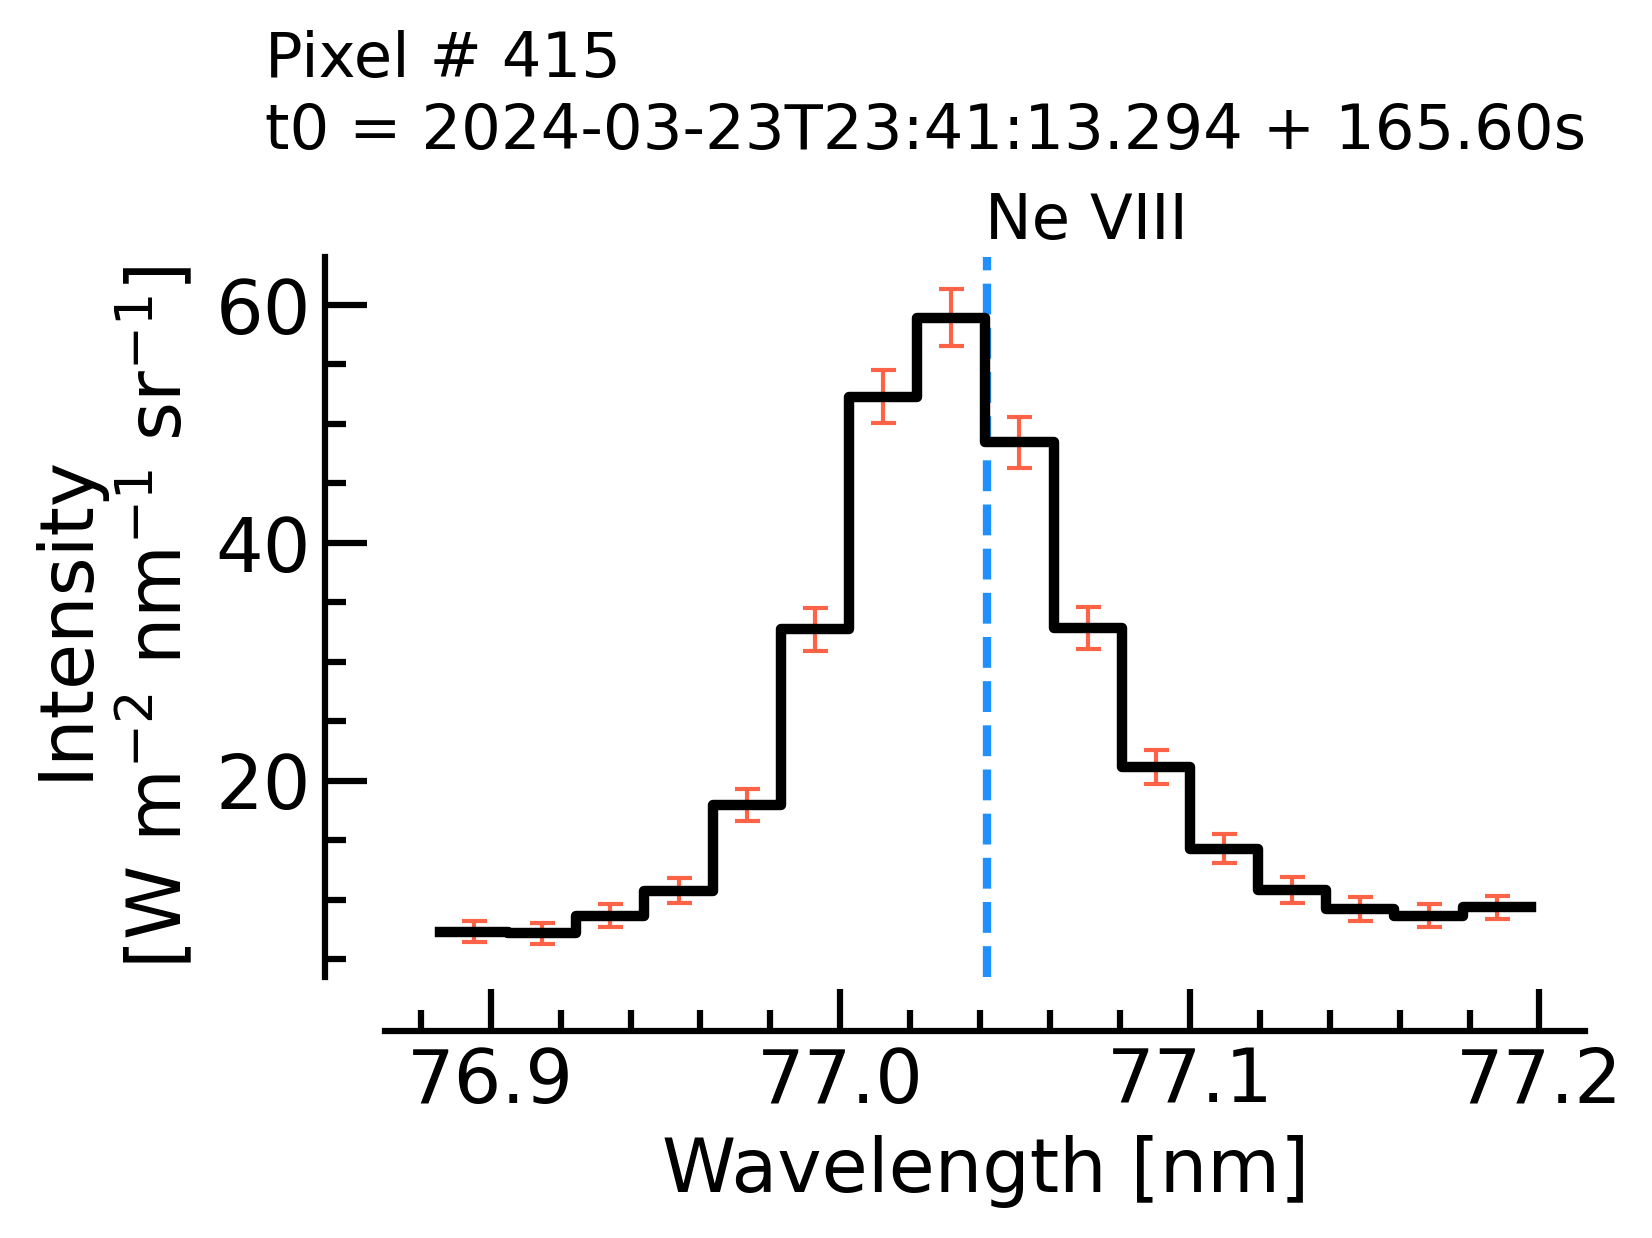 Pixel # 415
t0 = 2024-03-23T23:41:13.294 + 165.60s
Ne VIII
Intensity
[W m⁻² nm⁻¹ sr⁻¹]
60
40
20
76.9 77.0 77.1 77.2
Wavelength [nm]